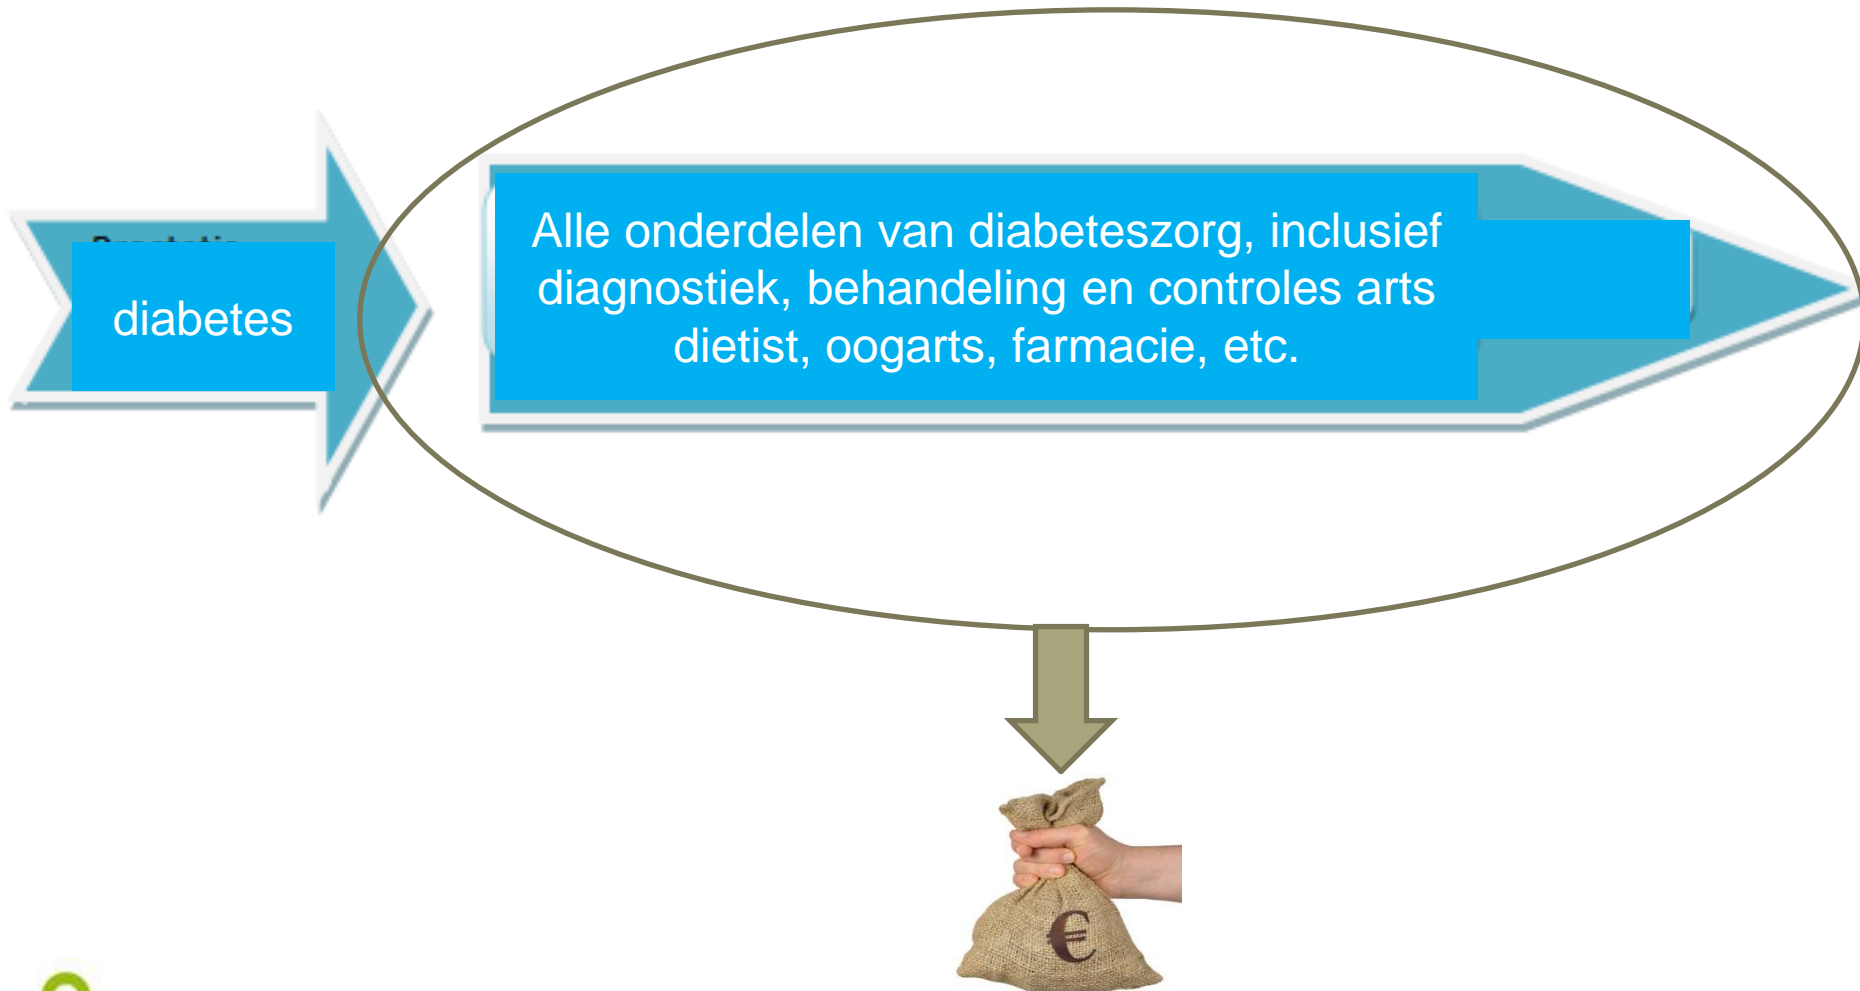 diabetes
Alle onderdelen van diabeteszorg, inclusief
diagnostiek, behandeling en controles arts
dietist, oogarts, farmacie, etc.
€